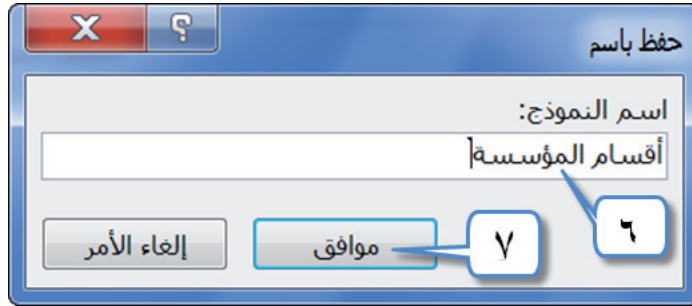 حفظ باسم
اسم النموذج:
أقسام المؤسسة
٦
موافق
٧
إلغاء الأمر